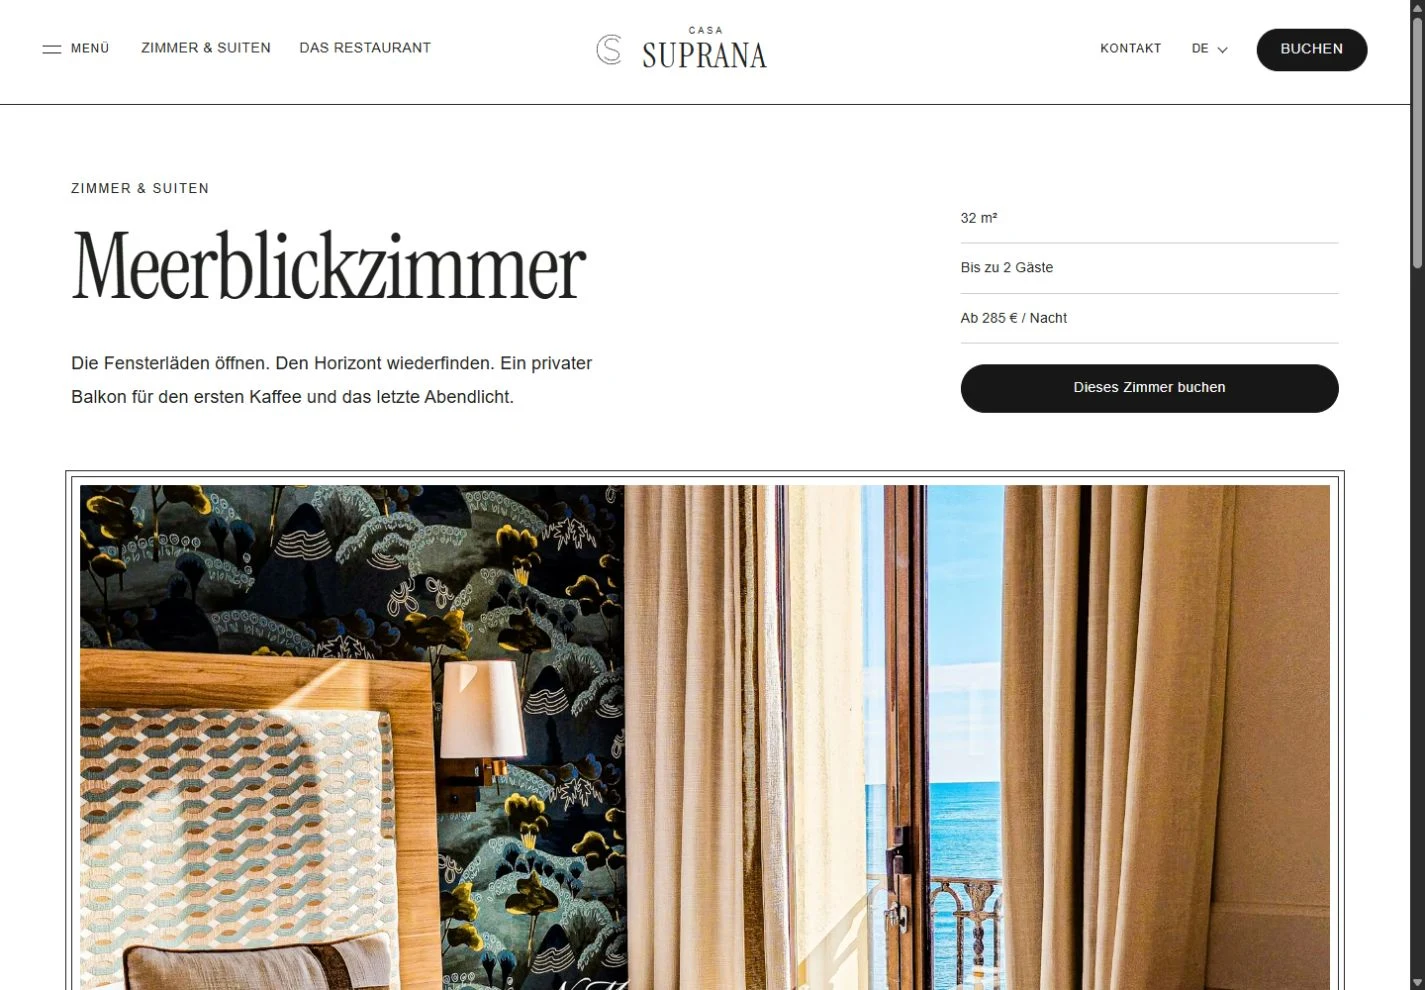 MENÜ
ZIMMER & SUITEN
DAS RESTAURANT
CASA
SUPRANA
KONTAKT
DE
BUCHEN
ZIMMER & SUITEN
Meerblickzimmer
Die Fensterläden öffnen. Den Horizont wiederfinden. Ein privater
Balkon für den ersten Kaffee und das letzte Abendlicht.
32 m²
Bis zu 2 Gäste
Ab 285 € / Nacht
Dieses Zimmer buchen